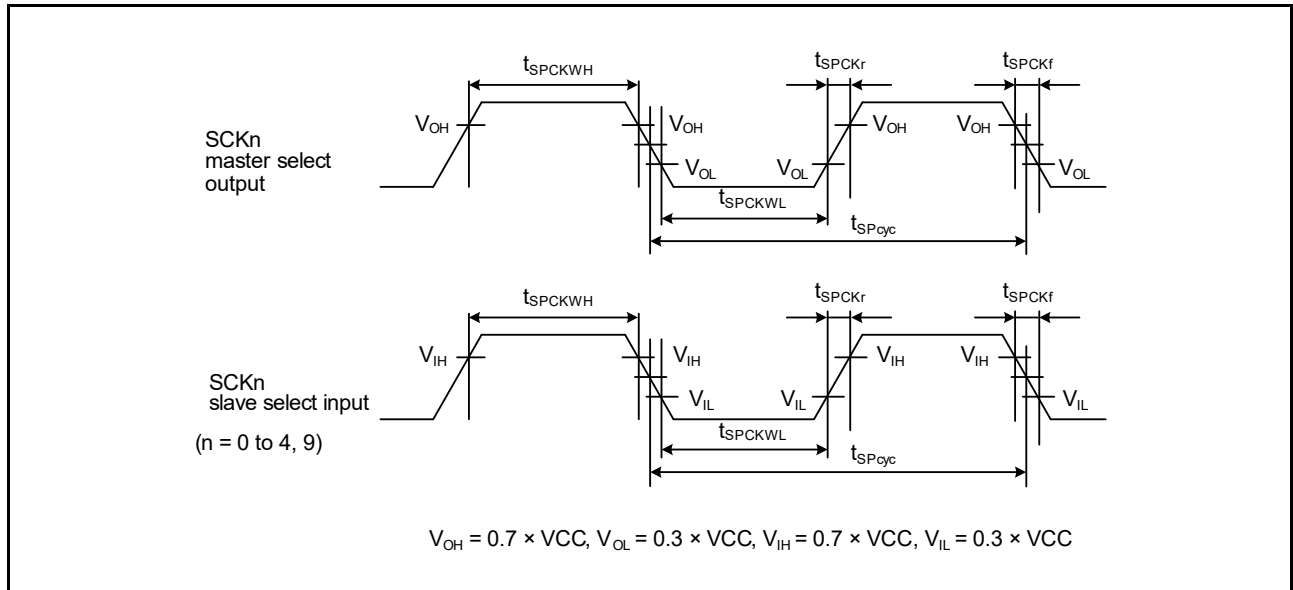 tSPCKWH
tSPCKr
tSPCKf
VOH
VOH
VOH
VOH
SCKn
master select
output
VOL
VOL
VOL
tSPCKWL
tSPcyc
tSPCKWH
tSPCKr
tSPCKf
VIH
VIH
VIH
VIH
SCKn
slave select input
(n = 0 to 4, 9)
VIL
VIL
VIL
tSPCKWL
tSPcyc
VOH = 0.7 × VCC, VOL = 0.3 × VCC, VIH = 0.7 × VCC, VIL = 0.3 × VCC